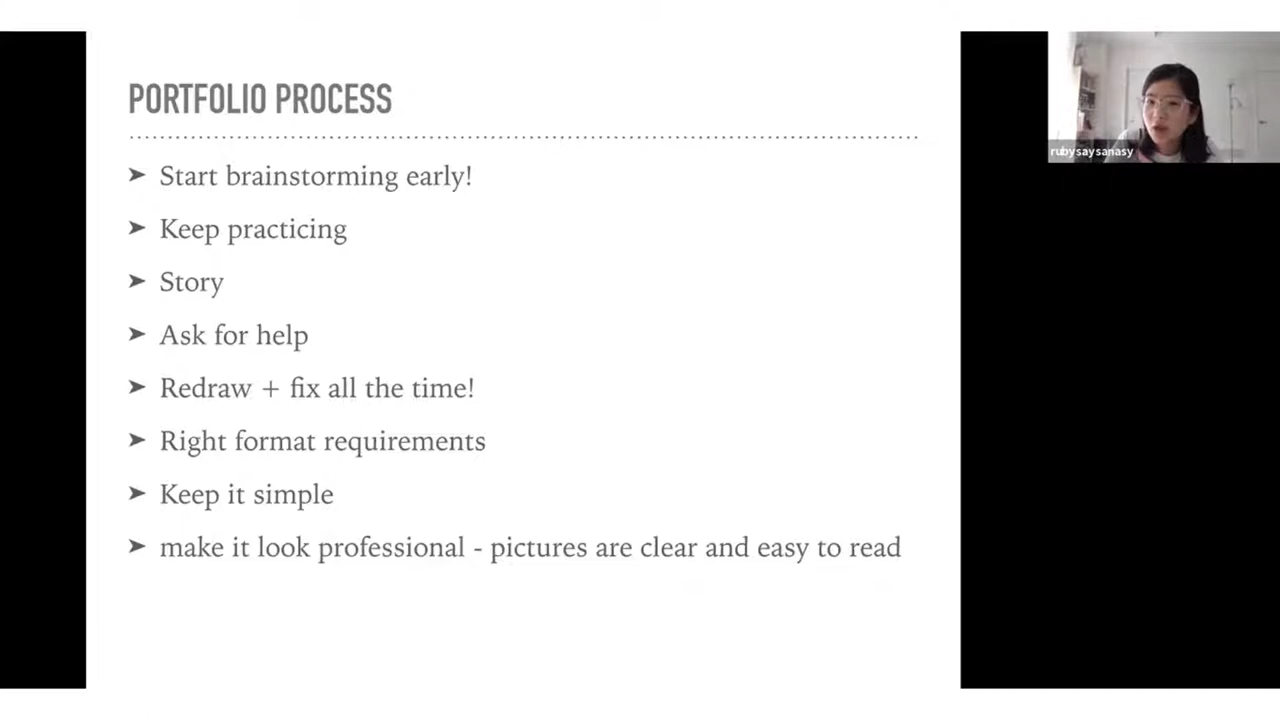 PORTFOLIO PROCESS
➤ Start brainstorming early!
➤ Keep practicing
➤ Story
➤ Ask for help
➤ Redraw + fix all the time!
➤ Right format requirements
➤ Keep it simple
➤ make it look professional - pictures are clear and easy to read
rubysaysanasy